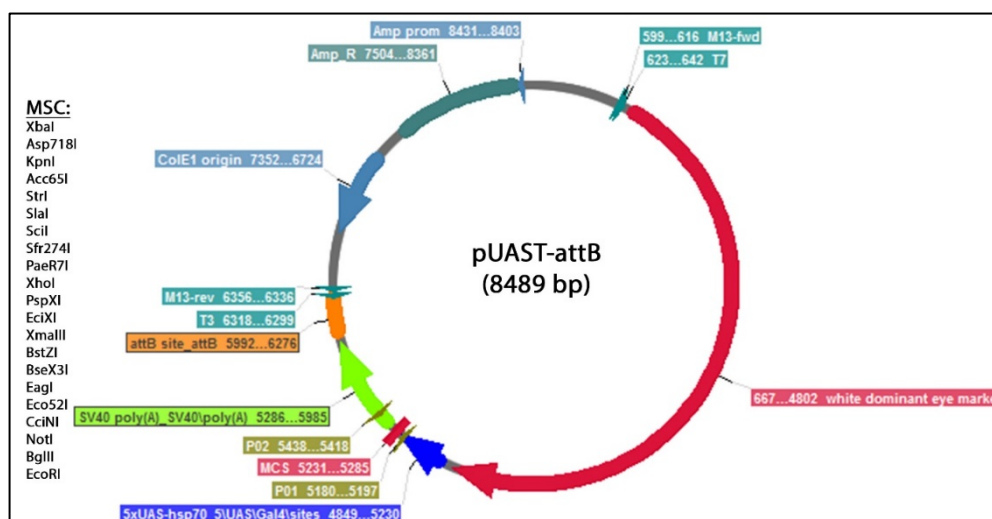 Amp prom 8431...8403
Amp_R 7504...8361
599...616 M13-fwd
623...642 T7
MSC:
XbaI
Asp718I
KpnI
Acc65I
StrI
SlaI
SciI
Sfr274I
PaeR7I
XhoI
PspXI
EciXI
XmaIII
BstZI
BseX3I
EagI
Eco52I
CciNI
NotI
BglII
EcoRI
ColE1 origin 7352...6724
pUAST-attB
(8489 bp)
M13-rev 6356...6336
T3 6318...6299
attB site_attB 5992...6276
SV40 poly(A)_SV40\poly(A) 5286...5985
P02 5438...5418
MCS 5231...5285
P01 5180...5197
5xUAS-hsp70_5\UAS\Gal4\sites 4849...5230
667...4802 white dominant eye marke